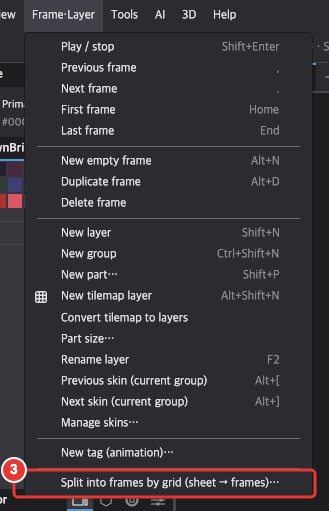 Frame·Layer Tools AI 3D Help
Play / stop Shift+Enter
Previous frame ,
Next frame .
First frame Home
Last frame End
New empty frame Alt+N
Duplicate frame Alt+D
Delete frame
New layer Shift+N
New group Ctrl+Shift+N
New part… Shift+P
New tilemap layer Alt+Shift+N
Convert tilemap to layers
Part size…
Rename layer F2
Previous skin (current group) Alt+[
Next skin (current group) Alt+]
Manage skins…
New tag (animation)…
3
Split into frames by grid (sheet → frames)…